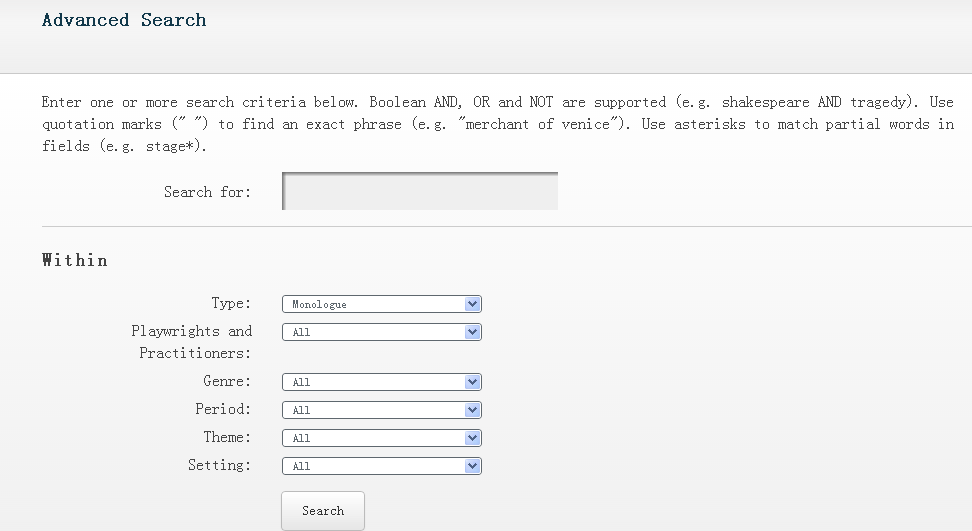 Advanced Search
Enter one or more search criteria below. Boolean AND, OR and NOT are supported (e.g. shakespeare AND tragedy). Use
quotation marks (" ") to find an exact phrase (e.g. "merchant of venice"). Use asterisks to match partial words in
fields (e.g. stage*).
Search for:
Within
Type: Monologue
Playwrights and All
Practitioners:
Genre: All
Period: All
Theme: All
Setting: All
Search